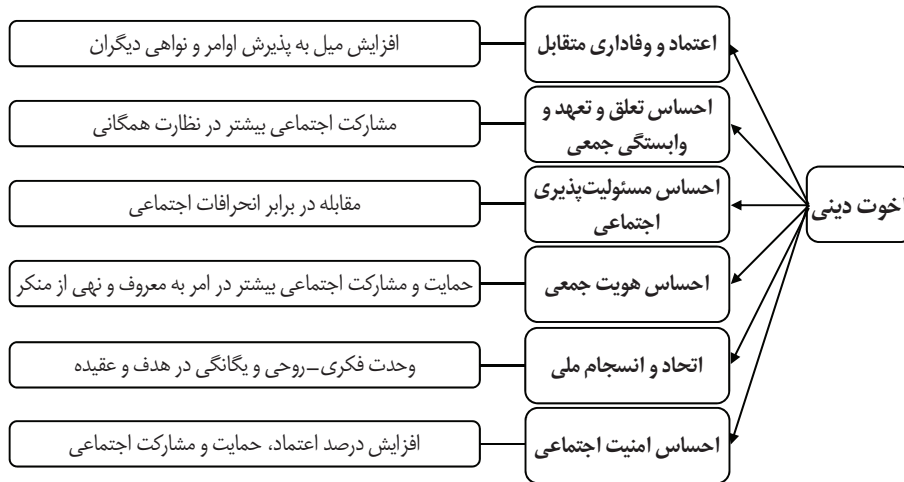 اخوت دینی
اعتماد و وفاداری متقابل
افزایش میل به پذیرش اوامر و نواهی دیگران
احساس تعلق و تعهد و
وابستگی جمعی
مشارکت اجتماعی بیشتر در نظارت همگانی
احساس مسئولیت‌پذیری
اجتماعی
مقابله در برابر انحرافات اجتماعی
احساس هویت جمعی
حمایت و مشارکت اجتماعی بیشتر در امر به معروف و نهی از منکر
اتحاد و انسجام ملی
وحدت فکری–روحی و یگانگی در هدف و عقیده
احساس امنیت اجتماعی
افزایش درصد اعتماد، حمایت و مشارکت اجتماعی